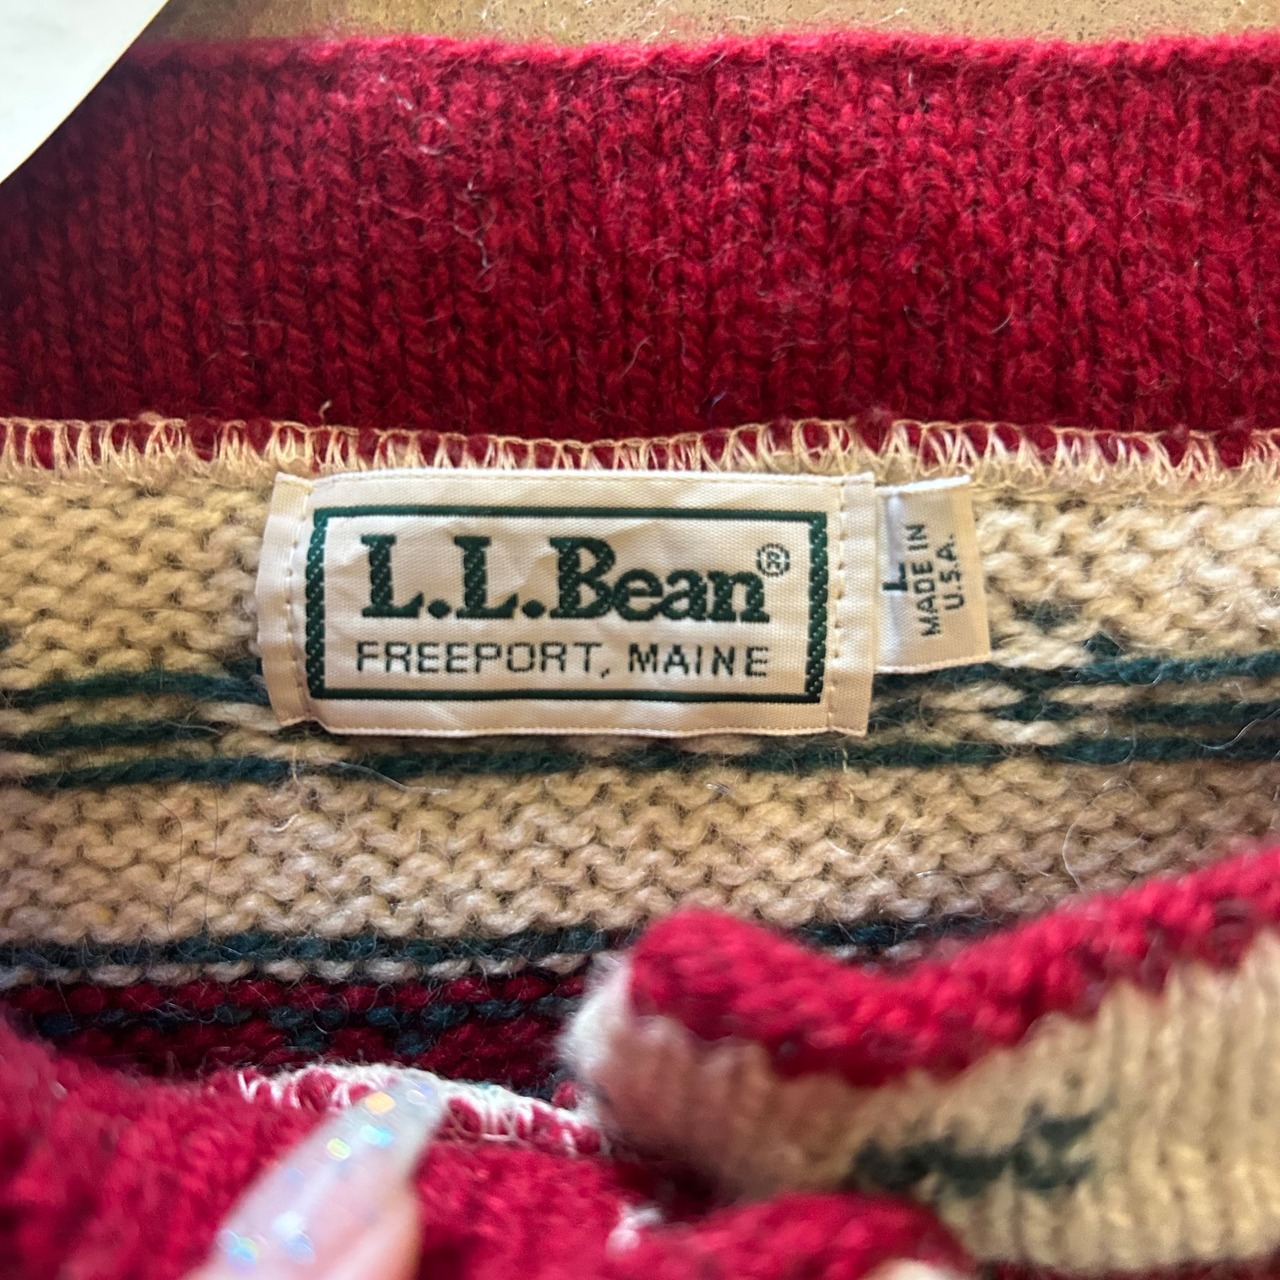 L.L.Bean®
FREEPORT, MAINE
L
MADE IN
U.S.A.